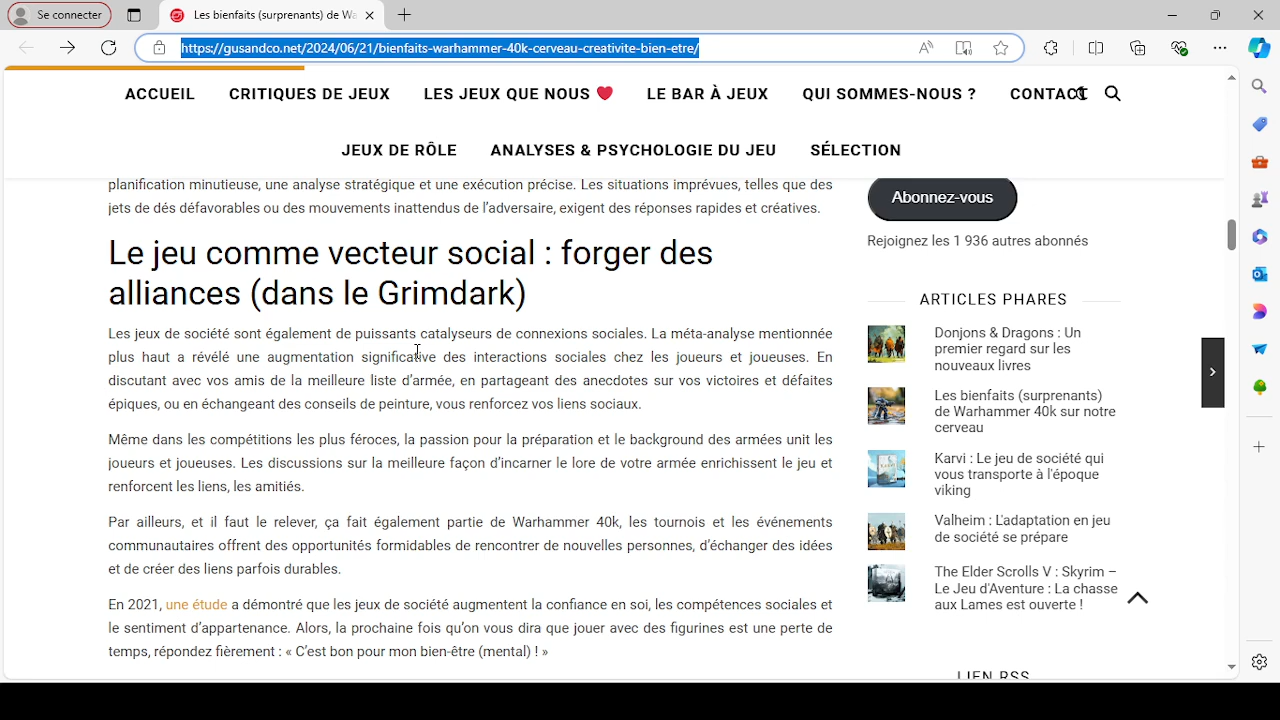 Se connecter
Les bienfaits (surprenants) de Wa
https://gusandco.net/2024/06/21/bienfaits-warhammer-40k-cerveau-creativite-bien-etre/
ACCUEIL CRITIQUES DE JEUX LES JEUX QUE NOUS ❤ LE BAR À JEUX QUI SOMMES-NOUS ? CONTACT
JEUX DE RÔLE ANALYSES & PSYCHOLOGIE DU JEU SÉLECTION
planification minutieuse, une analyse stratégique et une exécution précise. Les situations imprévues, telles que des
jets de dés défavorables ou des mouvements inattendus de l'adversaire, exigent des réponses rapides et créatives.
Le jeu comme vecteur social : forger des
alliances (dans le Grimdark)
Les jeux de société sont également de puissants catalyseurs de connexions sociales. La méta-analyse mentionnée
plus haut a révélé une augmentation significative des interactions sociales chez les joueurs et joueuses. En
discutant avec vos amis de la meilleure liste d'armée, en partageant des anecdotes sur vos victoires et défaites
épiques, ou en échangeant des conseils de peinture, vous renforcez vos liens sociaux.
Même dans les compétitions les plus féroces, la passion pour la préparation et le background des armées unit les
joueurs et joueuses. Les discussions sur la meilleure façon d'incarner le lore de votre armée enrichissent le jeu et
renforcent les liens, les amitiés.
Par ailleurs, et il faut le relever, ça fait également partie de Warhammer 40k, les tournois et les événements
communautaires offrent des opportunités formidables de rencontrer de nouvelles personnes, d'échanger des idées
et de créer des liens parfois durables.
En 2021, une étude a démontré que les jeux de société augmentent la confiance en soi, les compétences sociales et
le sentiment d'appartenance. Alors, la prochaine fois qu'on vous dira que jouer avec des figurines est une perte de
temps, répondez fièrement : « C'est bon pour mon bien-être (mental) ! »
Abonnez-vous
Rejoignez les 1 936 autres abonnés
ARTICLES PHARES
Donjons & Dragons : Un
premier regard sur les
nouveaux livres
Les bienfaits (surprenants)
de Warhammer 40k sur notre
cerveau
Karvi : Le jeu de société qui
vous transporte à l'époque
viking
Valheim : L'adaptation en jeu
de société se prépare
The Elder Scrolls V : Skyrim –
Le Jeu d'Aventure : La chasse
aux Lames est ouverte !
LIEN RSS